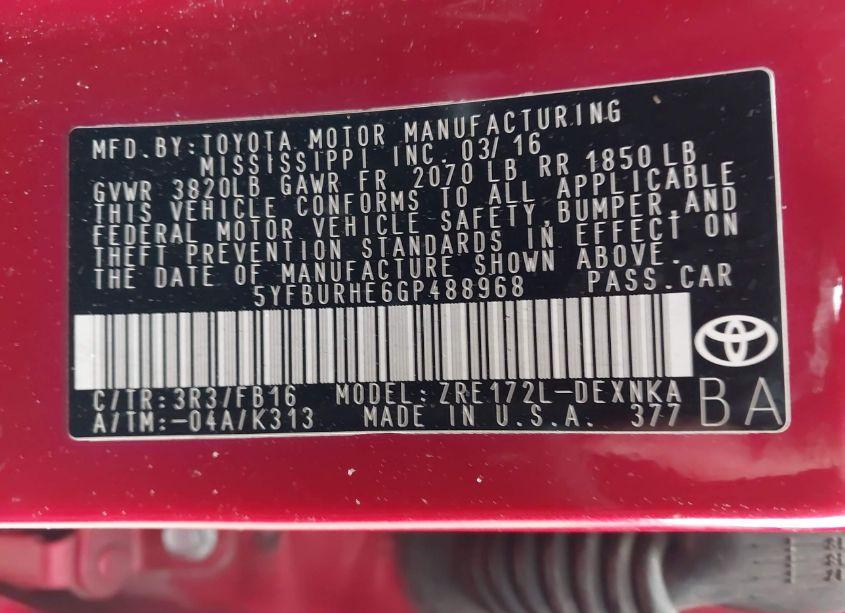 MFD.BY:TOYOTA MOTOR MANUFACTURING
MISSISSIPPI INC. 03/16
GVWR 3820LB GAWR FR 2070LB RR 1850LB
THIS VEHICLE CONFORMS TO ALL APPLICABLE
FEDERAL MOTOR VEHICLE SAFETY,BUMPER,AND
THEFT PREVENTION STANDARDS IN EFFECT ON
THE DATE OF MANUFACTURE SHOWN ABOVE.
5YFBURHE6GP488968 PASS.CAR
C/TR:3R3/FB16 MODEL:ZRE172L-DEXNKA
A/TM:-04A/K313 MADE IN U.S.A. 377 BA